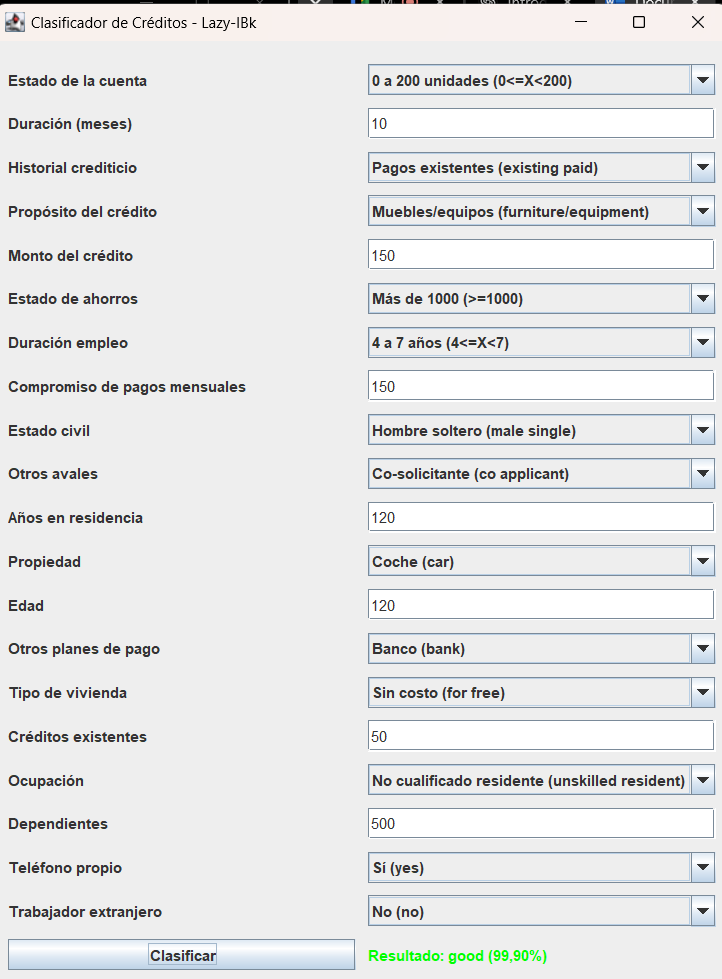 Clasificador de Créditos - Lazy-IBk
Estado de la cuenta 0 a 200 unidades (0<=X<200)
Duración (meses) 10
Historial crediticio Pagos existentes (existing paid)
Propósito del crédito Muebles/equipos (furniture/equipment)
Monto del crédito 150
Estado de ahorros Más de 1000 (>=1000)
Duración empleo 4 a 7 años (4<=X<7)
Compromiso de pagos mensuales 150
Estado civil Hombre soltero (male single)
Otros avales Co-solicitante (co applicant)
Años en residencia 120
Propiedad Coche (car)
Edad 120
Otros planes de pago Banco (bank)
Tipo de vivienda Sin costo (for free)
Créditos existentes 50
Ocupación No cualificado residente (unskilled resident)
Dependientes 500
Teléfono propio Sí (yes)
Trabajador extranjero No (no)
Clasificar Resultado: good (99,90%)